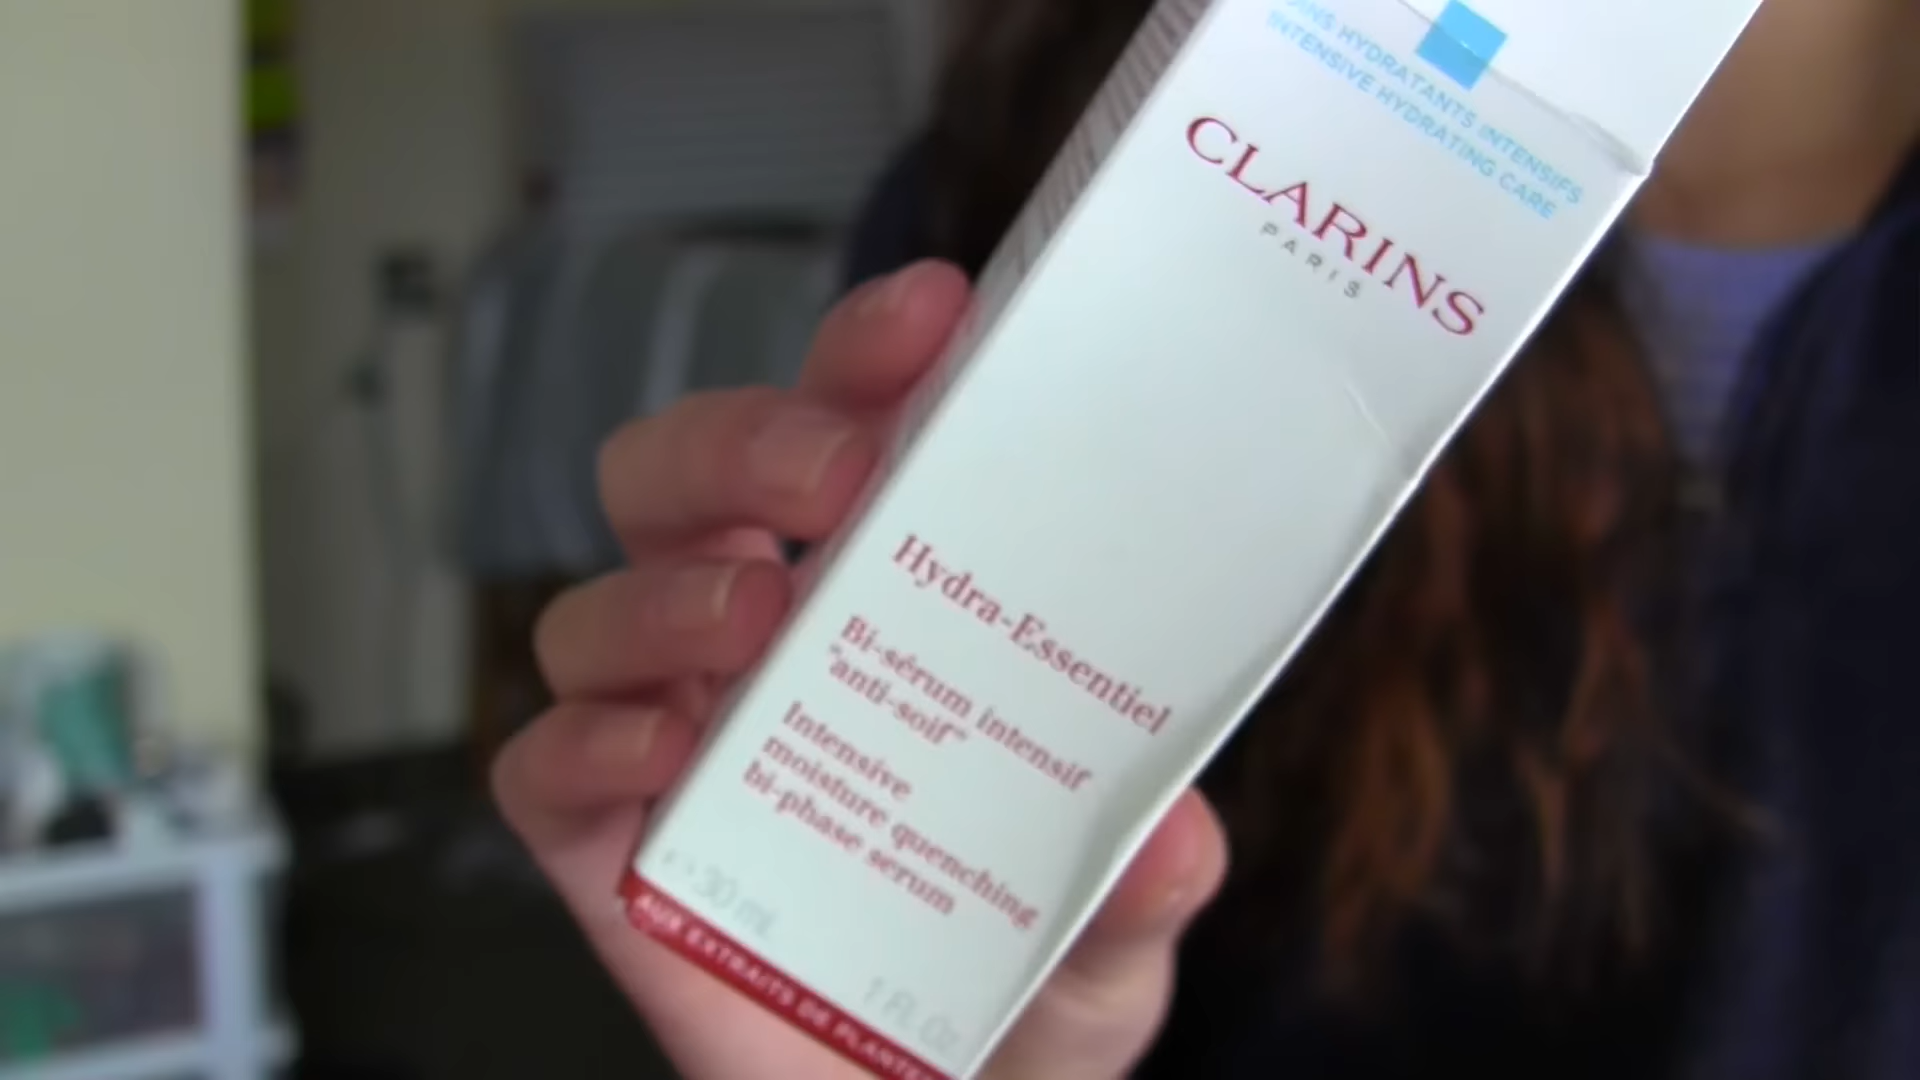 SOINS HYDRATANTS INTENSIFS
INTENSIVE HYDRATING CARE
CLARINS
PARIS
Hydra-Essentiel
Bi-sérum intensif
"anti-soif"
Intensive
moisture quenching
bi-phase serum
30 ml
1 Fl. Oz
AUX EXTRAITS DE PLANTES